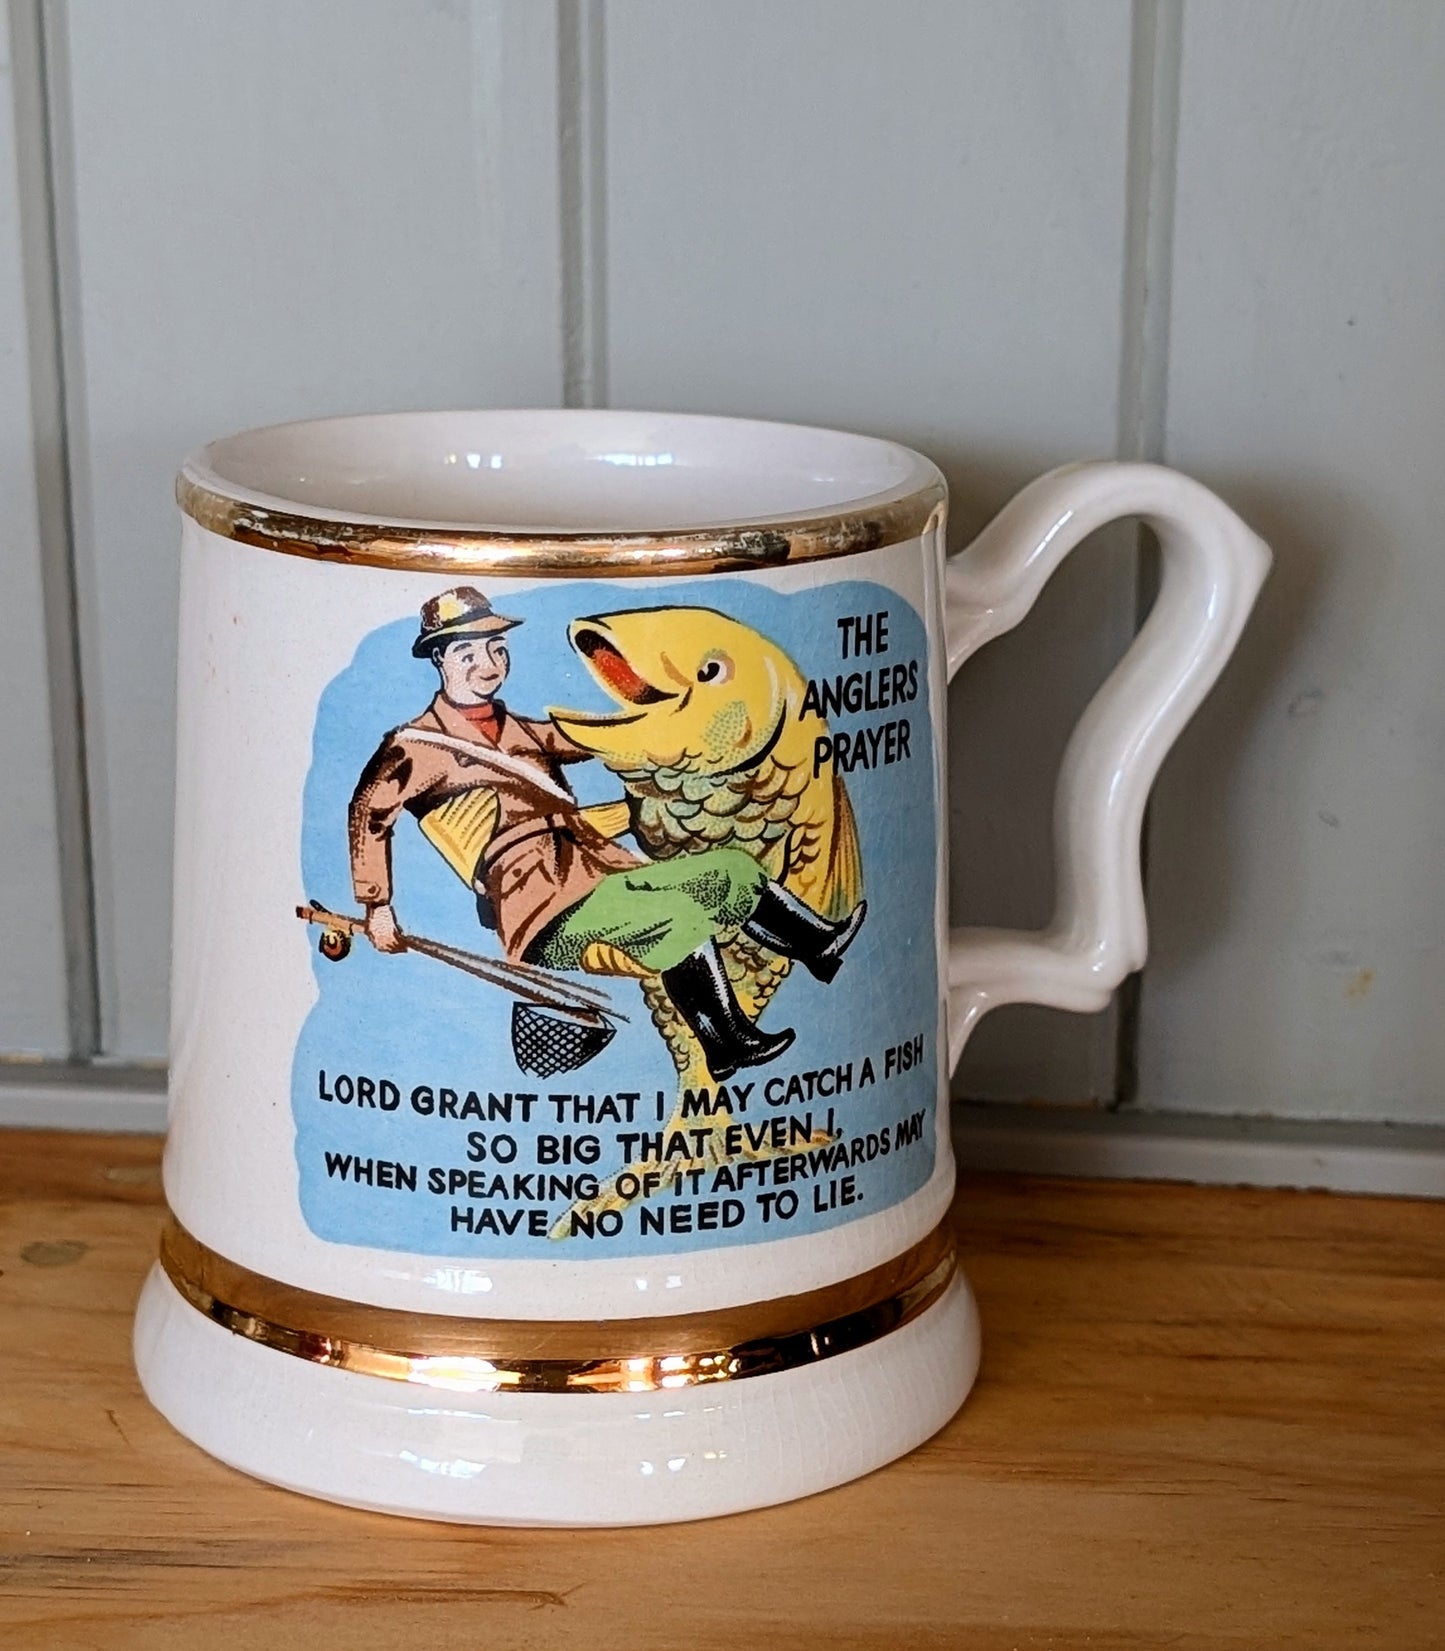 THE
ANGLERS
PRAYER
LORD GRANT THAT I MAY CATCH A FISH
SO BIG THAT EVEN I,
WHEN SPEAKING OF IT AFTERWARDS MAY
HAVE NO NEED TO LIE.